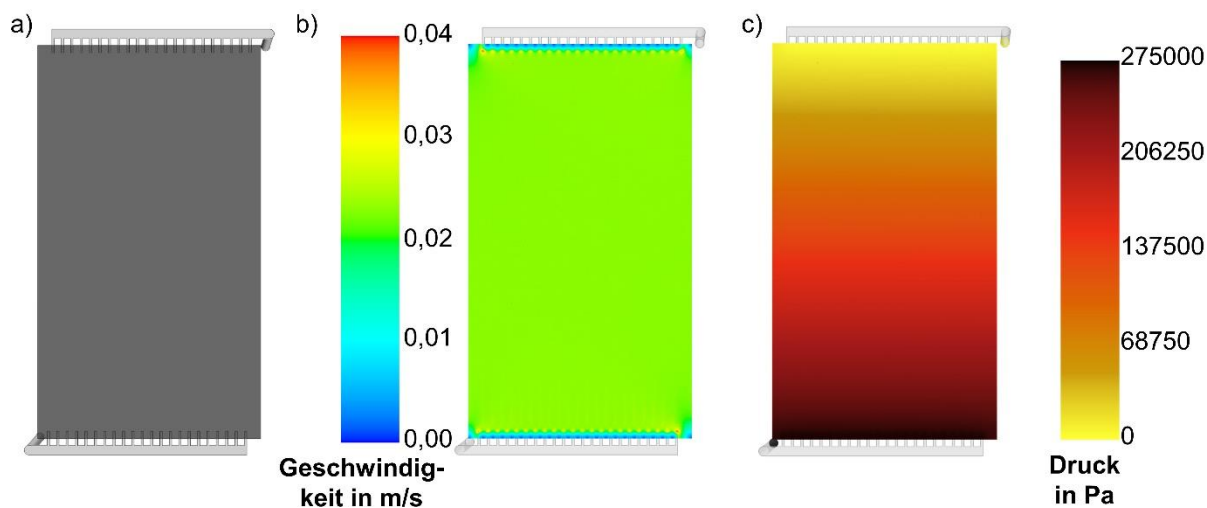 a)
b)
0,04
0,03
0,02
0,01
0,00
Geschwindig-
keit in m/s
c)
275000
206250
137500
68750
0
Druck
in Pa